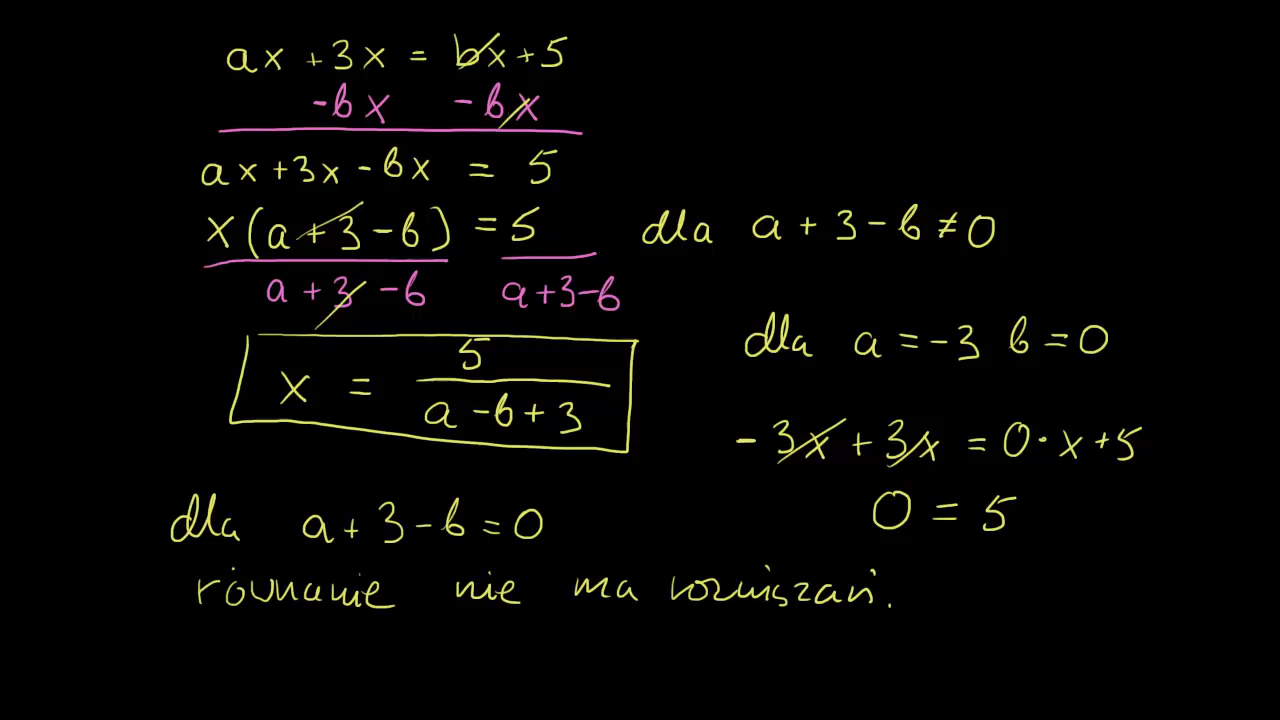 ax + 3x = bx + 5
-bx -bx
ax + 3x - bx = 5
x(a + 3 - b) = 5 dla a + 3 - b ≠ 0
a + 3 - b a + 3 - b
dla a = -3 b = 0
x = 5 / (a - b + 3)
-3x + 3x = 0 · x + 5
0 = 5
dla a + 3 - b = 0
równanie nie ma rozwiązań.